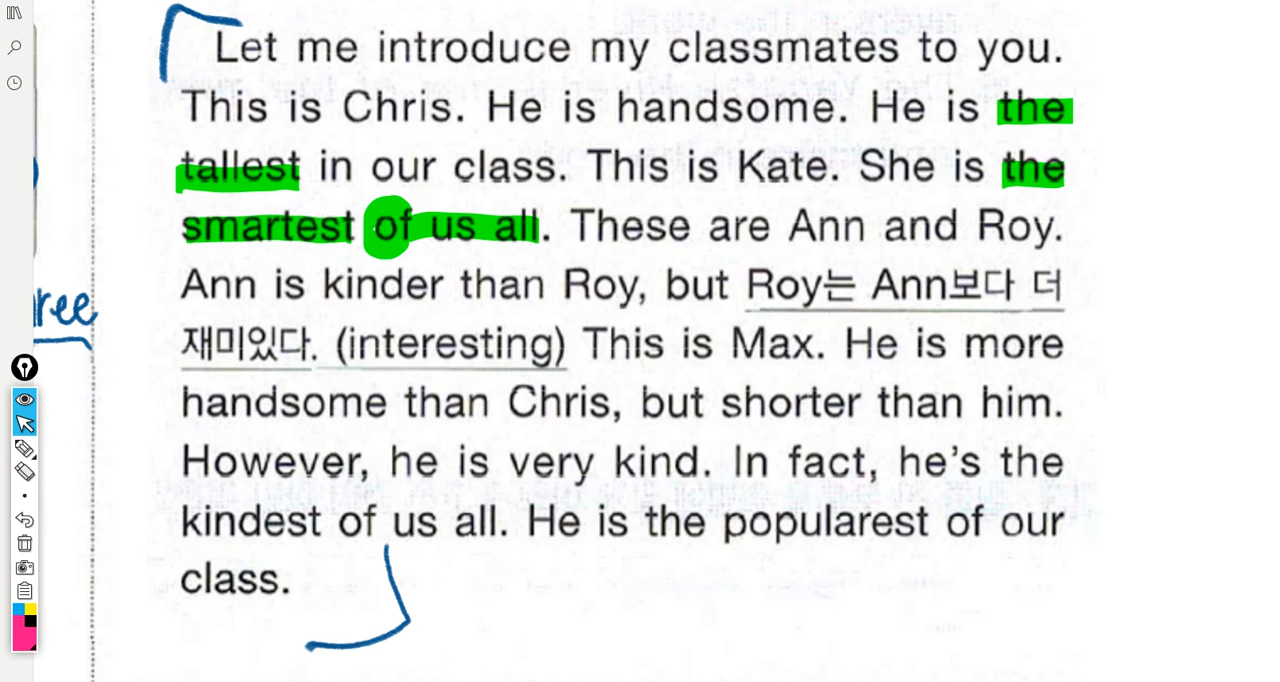 Let me introduce my classmates to you.
This is Chris. He is handsome. He is the
tallest in our class. This is Kate. She is the
smartest of us all. These are Ann and Roy.
Ann is kinder than Roy, but Roy는 Ann보다 더
ree
재미있다. (interesting) This is Max. He is more
handsome than Chris, but shorter than him.
However, he is very kind. In fact, he's the
kindest of us all. He is the popularest of our
class.